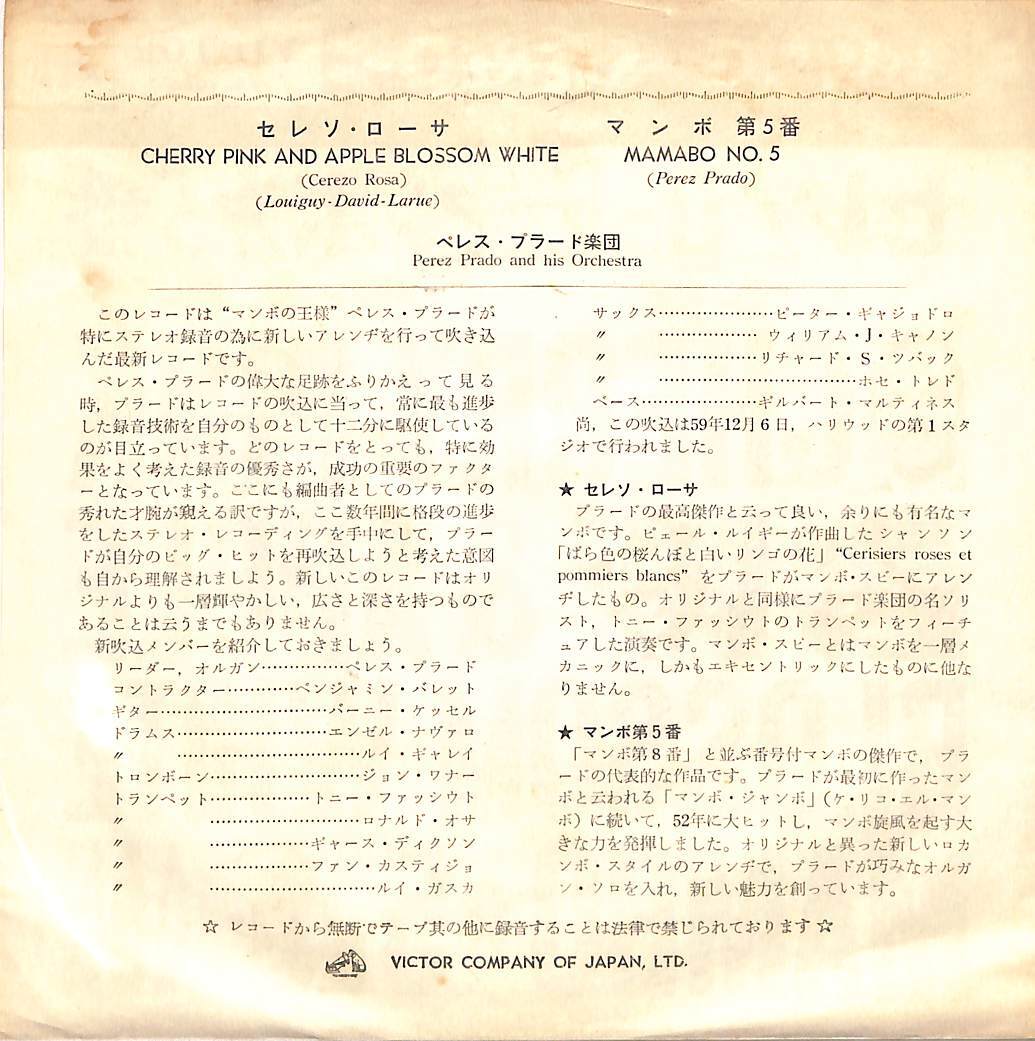 セレソ・ローサ
CHERRY PINK AND APPLE BLOSSOM WHITE
(Cerezo Rosa)
(Louiguy-David-Larue)
マンボ 第5番
MAMABO NO. 5
(Perez Prado)
ペレス・プラード楽団
Perez Prado and his Orchestra
このレコードは“マンボの王様”ペレス・プラードが
特にステレオ録音の為に新しいアレンヂを行って吹き込
んだ最新レコードです。
ペレス・プラードの偉大な足跡をふりかえって見る
時，プラードはレコードの吹込に当って，常に最も進歩
した録音技術を自分のものとして十二分に駆使している
のが目立っています。どのレコードをとっても，特に効
果をよく考えた録音の優秀さが，成功の重要のファクタ
ーとなっています。ここにも編曲者としてのプラードの
秀れた才腕が窺える訳ですが，ここ数年間に格段の進歩
をしたステレオ・レコーディングを手中にして，プラー
ドが自分のビッグ・ヒットを再吹込しようと考えた意図
も自から理解されましよう。新しいこのレコードはオリ
ジナルよりも一層輝やかしい，広さと深さを持つもので
あることは云うまでもありません。
新吹込メンバーを紹介しておきましょう。
リーダー，オルガン……………ペレス・プラード
コントラクター…………ベンジャミン・バレット
ギター…………………………バーニー・ケッセル
ドラムス………………………エンゼル・ナヴァロ
〃 ……………………………ルイ・ギャレイ
トロンボーン………………………ジョン・ワナー
トランペット………………トニー・ファッシウト
〃 ………………………ロナルド・オサ
〃 ………………ギャース・ディクソン
〃 ………………ファン・カスティジョ
〃 …………………………ルイ・ガスカ
サックス…………………ピーター・ギャジョドロ
〃 ……………… ウィリアム・J・キャノン
〃 ………………リチャード・S・ツバック
〃 ………………………………ホセ・トレド
ベース…………………ギルバート・マルティネス
尚，この吹込は59年12月6日，ハリウッドの第1スタ
ジオで行われました。
★ セレソ・ローサ
プラードの最高傑作と云って良い，余りにも有名なマ
ンボです。ピェール・ルイギーが作曲したシャンソン
「ばら色の桜んぼと白いリンゴの花」“Cerisiers roses et
pommiers blancs” をプラードがマンボ・スピーにアレン
ヂしたもの。オリジナルと同様にプラード楽団の名ソリ
スト，トニー・ファッシウトのトランペットをフィーチ
ュアした演奏です。マンボ・スピーとはマンボを一層メ
カニックに，しかもエキセントリックにしたものに他な
りません。
★ マンボ第5番
「マンボ第8番」と並ぶ番号付マンボの傑作で，プラ
ードの代表的な作品です。プラードが最初に作ったマン
ボと云われる「マンボ・ジャンボ」(ケ・リコ・エル・マン
ボ) に続いて，52年に大ヒットし，マンボ旋風を起す大
きな力を発揮しました。オリジナルと異った新しいロカ
ンボ・スタイルのアレンヂで，プラードが巧みなオルガ
ン・ソロを入れ，新しい魅力を創っています。
☆ レコードから無断でテープ其の他に録音することは法律で禁じられております ☆
VICTOR COMPANY OF JAPAN, LTD.